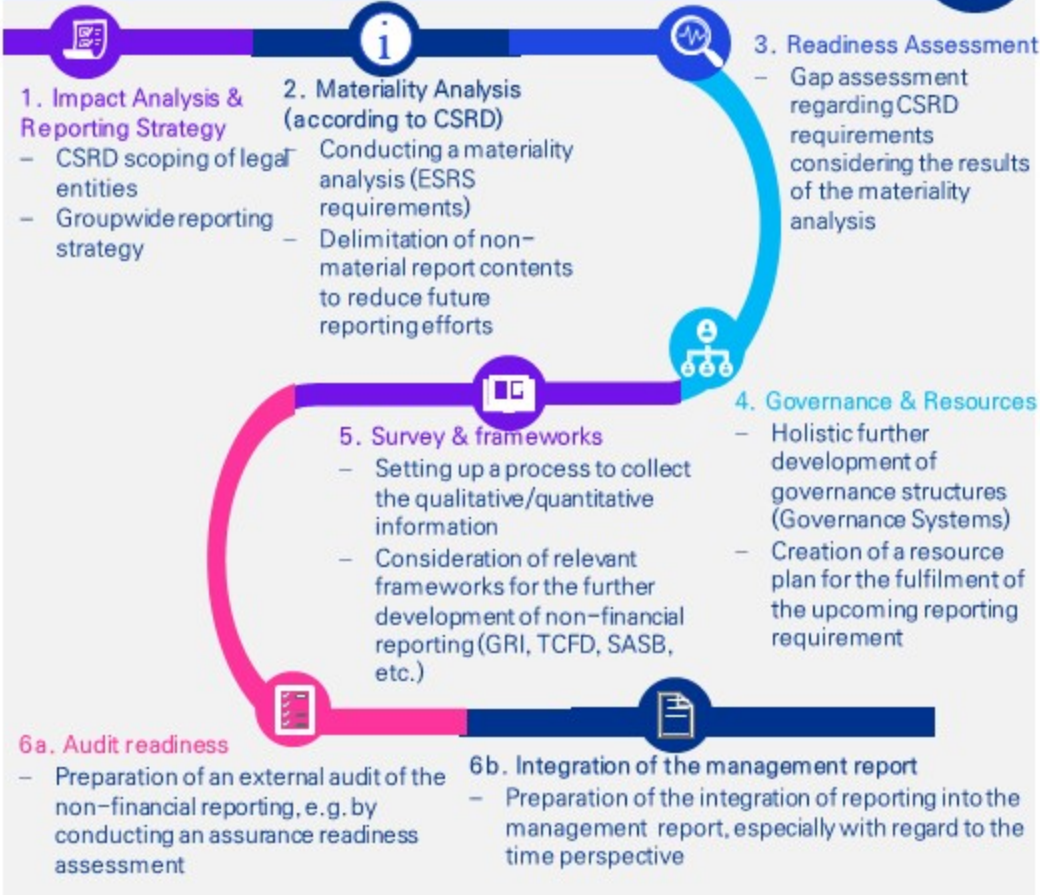 1. Impact Analysis &
Reporting Strategy
– CSRD scoping of legal
entities
– Groupwide reporting
strategy
2. Materiality Analysis
(according to CSRD)
– Conducting a materiality
analysis (ESRS
requirements)
– Delimitation of non-
material report contents
to reduce future
reporting efforts
3. Readiness Assessment
– Gap assessment
regarding CSRD
requirements
considering the results
of the materiality
analysis
4. Governance & Resources
– Holistic further
development of
governance structures
(Governance Systems)
– Creation of a resource
plan for the fulfilment of
the upcoming reporting
requirement
5. Survey & frameworks
– Setting up a process to collect
the qualitative/quantitative
information
– Consideration of relevant
frameworks for the further
development of non-financial
reporting (GRI, TCFD, SASB,
etc.)
6a. Audit readiness
– Preparation of an external audit of the
non-financial reporting, e.g. by
conducting an assurance readiness
assessment
6b. Integration of the management report
– Preparation of the integration of reporting into the
management report, especially with regard to the
time perspective